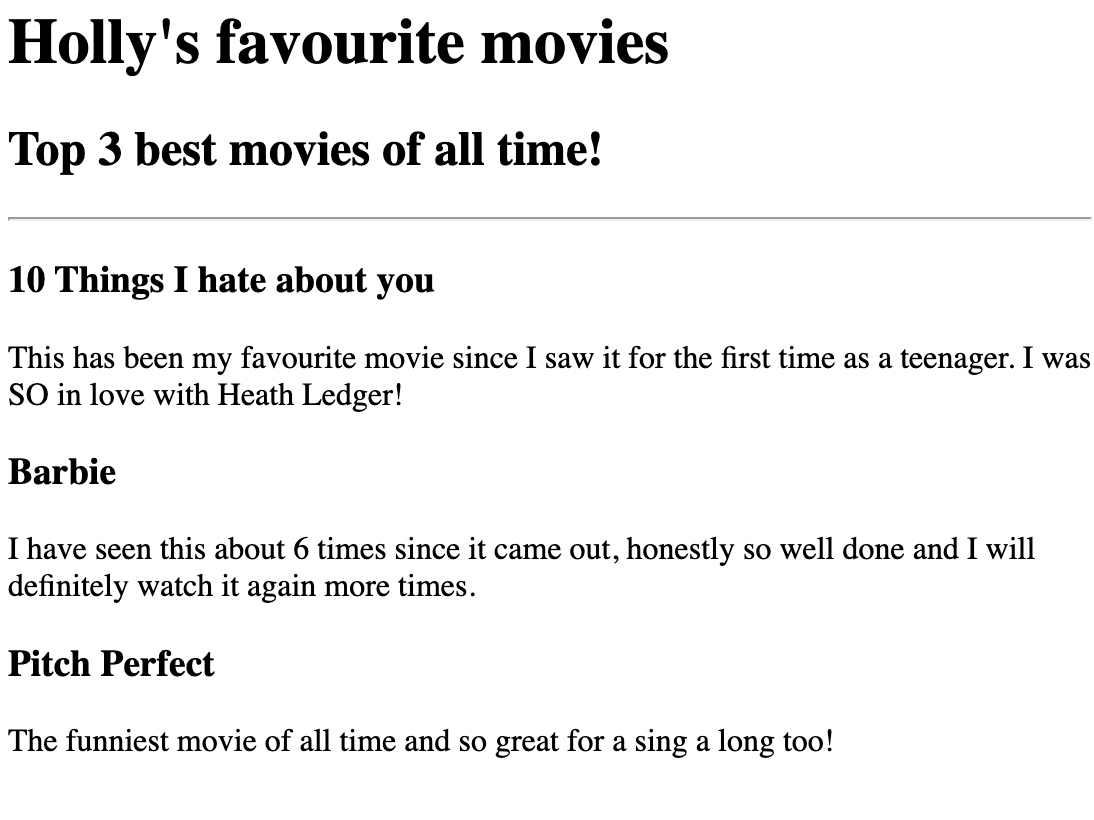 Holly's favourite movies
Top 3 best movies of all time!
10 Things I hate about you
This has been my favourite movie since I saw it for the first time as a teenager. I was
SO in love with Heath Ledger!
Barbie
I have seen this about 6 times since it came out, honestly so well done and I will
definitely watch it again more times.
Pitch Perfect
The funniest movie of all time and so great for a sing a long too!